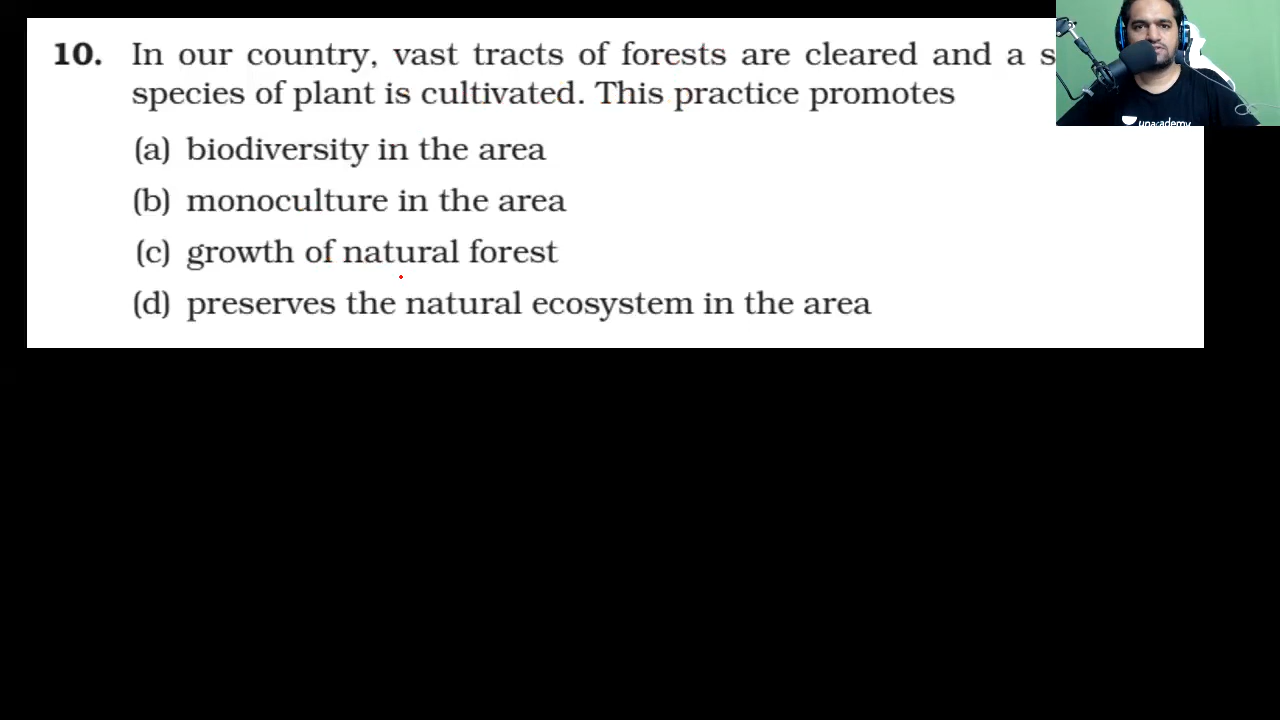 10. In our country, vast tracts of forests are cleared and a s
species of plant is cultivated. This practice promotes
(a) biodiversity in the area
(b) monoculture in the area
(c) growth of natural forest
(d) preserves the natural ecosystem in the area
unacademy